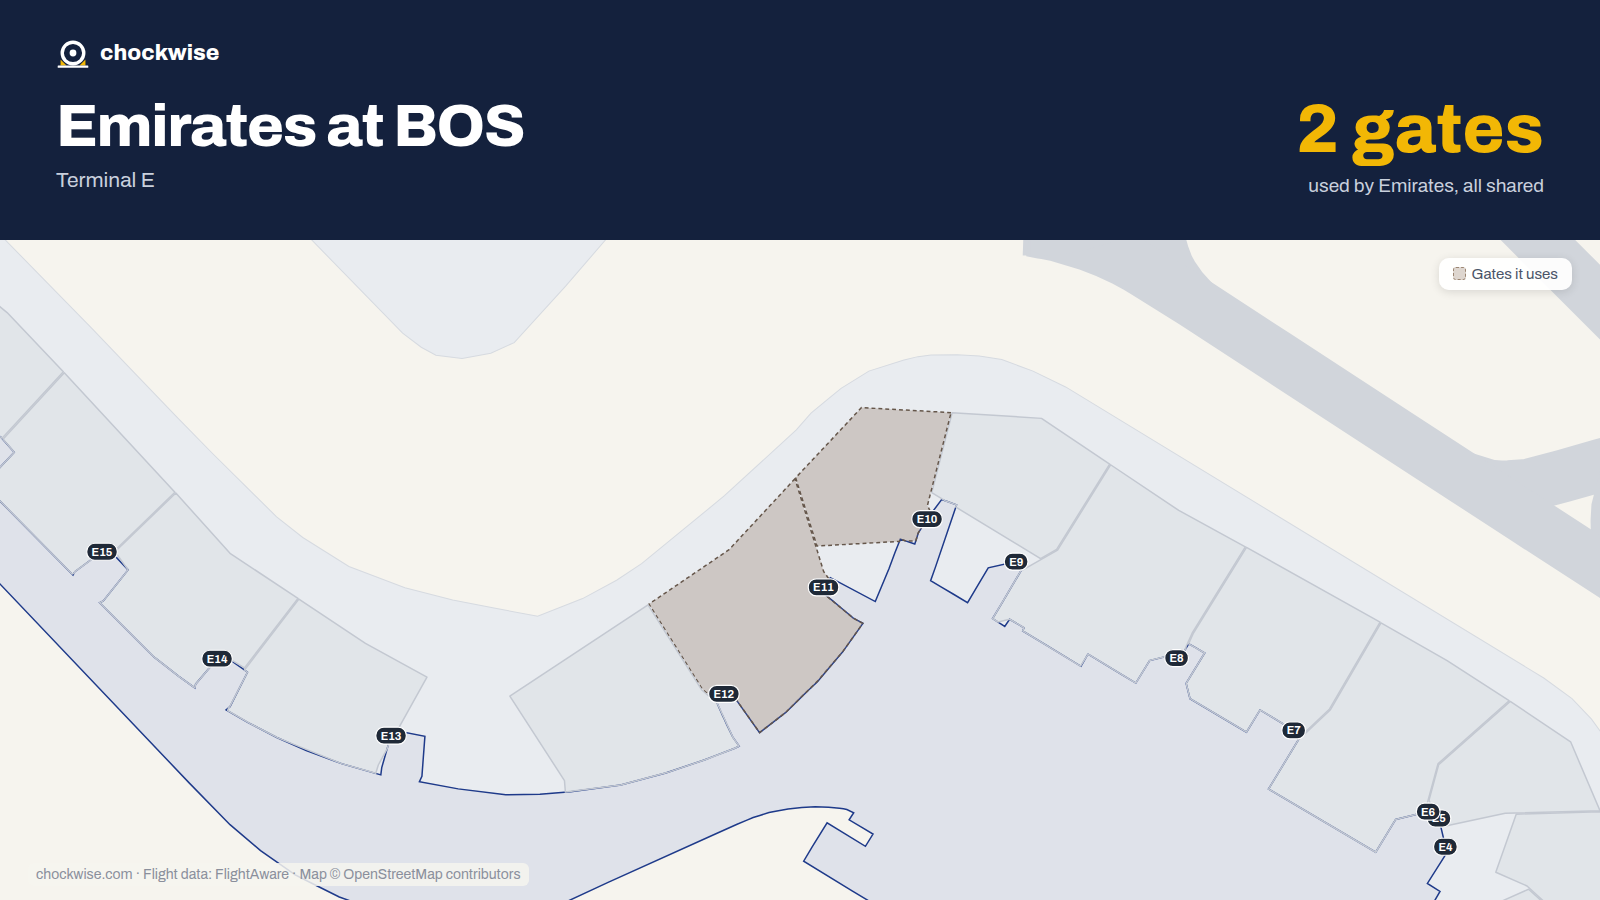 chockwise
Emirates at BOS
Terminal E
2 gates
used by Emirates, all shared
Gates it uses
E10
E15
E9
E11
E14
E8
E12
E7
E13
E6
E4
chockwise.com · Flight data: FlightAware · Map © OpenStreetMap contributors